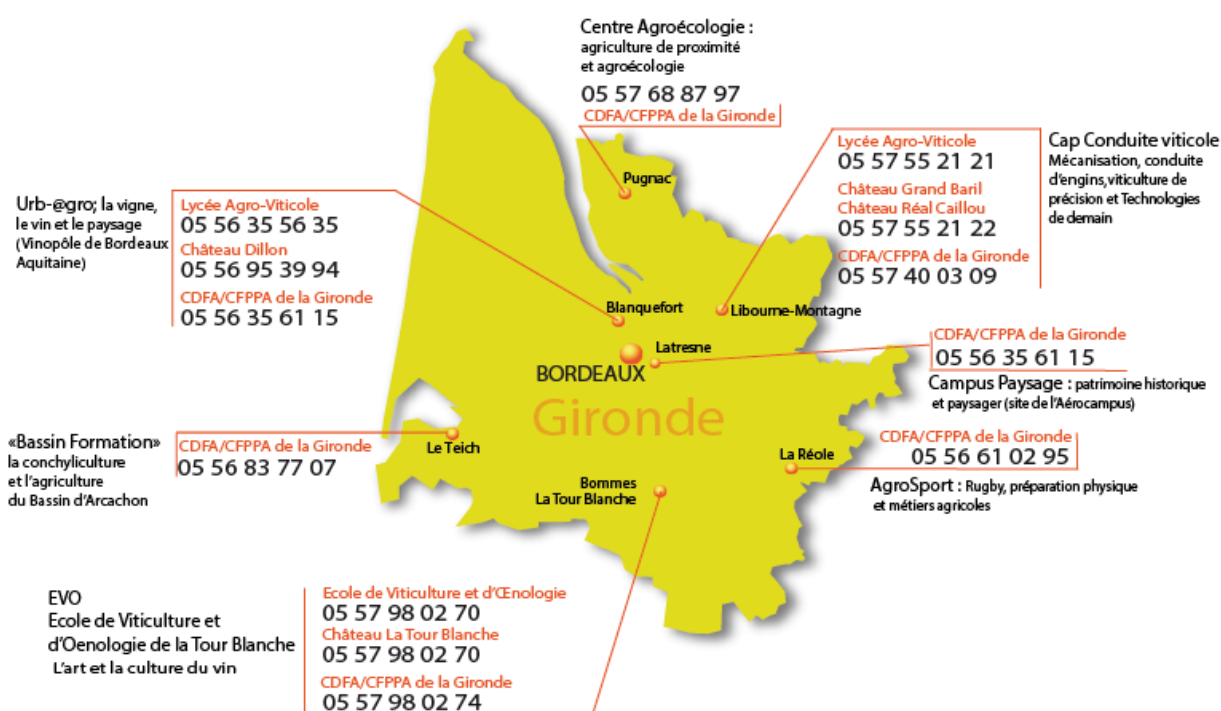 Centre Agroécologie :
agriculture de proximité
et agroécologie
05 57 68 87 97
CDFA/CFPPA de la Gironde
Lycée Agro-Viticole
05 57 55 21 21
Château Grand Baril
Château Réal Caillou
05 57 55 21 22
CDFA/CFPPA de la Gironde
05 57 40 03 09
Cap Conduite viticole
Mécanisation, conduite
d'engins,viticulture de
précision et Technologies
de demain
Urb-@gro; la vigne,
le vin et le paysage
(Vinopôle de Bordeaux
Aquitaine)
Lycée Agro-Viticole
05 56 35 56 35
Château Dillon
05 56 95 39 94
CDFA/CFPPA de la Gironde
05 56 35 61 15
Pugnac
Blanquefort
Libourne-Montagne
Latresne
BORDEAUX
Gironde
CDFA/CFPPA de la Gironde
05 56 35 61 15
Campus Paysage : patrimoine historique
et paysager (site de l'Aérocampus)
«Bassin Formation»
la conchyliculture
et l'agriculture
du Bassin d'Arcachon
CDFA/CFPPA de la Gironde
05 56 83 77 07
Le Teich
La Réole
CDFA/CFPPA de la Gironde
05 56 61 02 95
AgroSport : Rugby, préparation physique
et métiers agricoles
Bommes
La Tour Blanche
EVO
Ecole de Viticulture et
d'Oenologie de la Tour Blanche
L'art et la culture du vin
Ecole de Viticulture et d'Œnologie
05 57 98 02 70
Château La Tour Blanche
05 57 98 02 70
CDFA/CFPPA de la Gironde
05 57 98 02 74